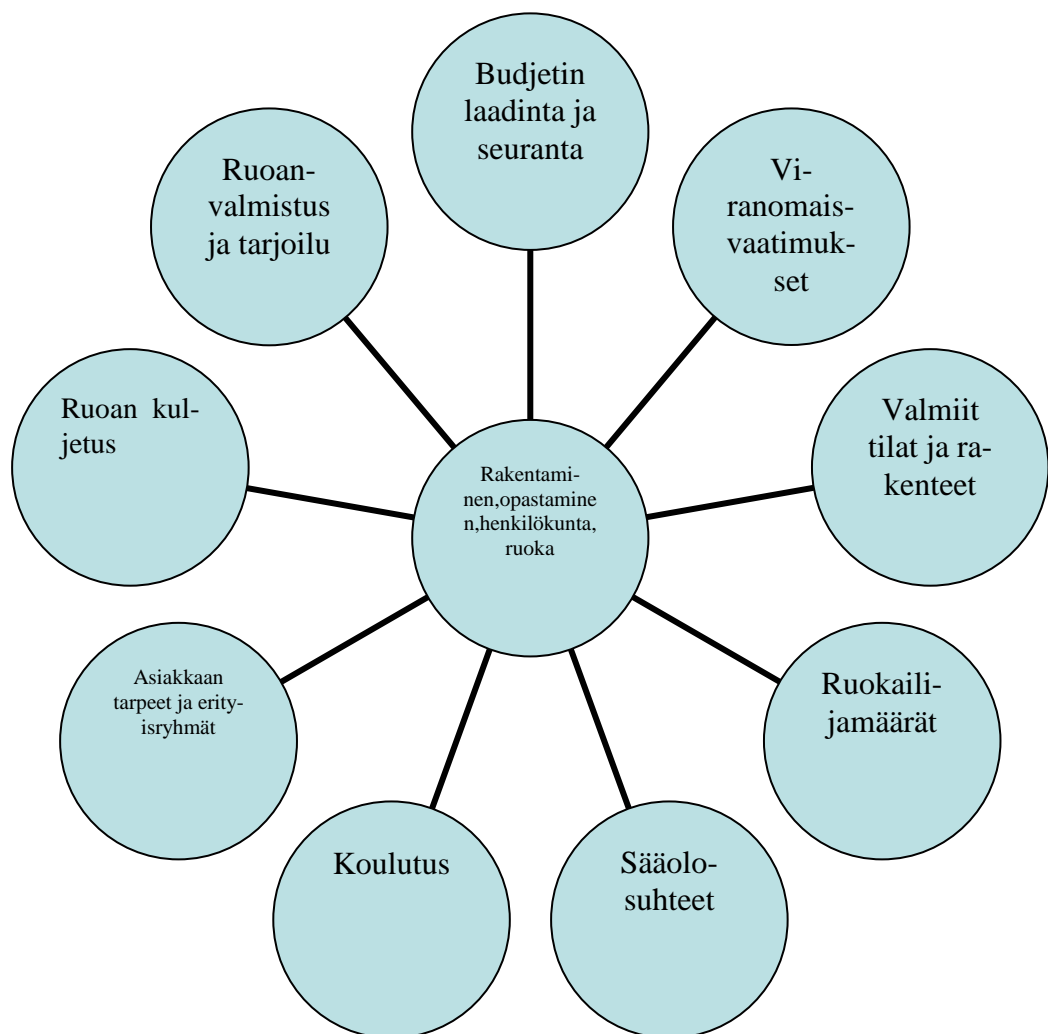 Budjetin
laadinta ja
seuranta
Vi-
ranomais-
vaatimuk-
set
Valmiit
tilat ja ra-
kenteet
Ruokaili-
jamäärät
Sääolo-
suhteet
Koulutus
Asiakkaan
tarpeet ja erity-
isryhmät
Ruoan kul-
jetus
Ruoan-
valmistus
ja tarjoilu
Rakentami-
nen,opastamine
n,henkilökunta,
ruoka